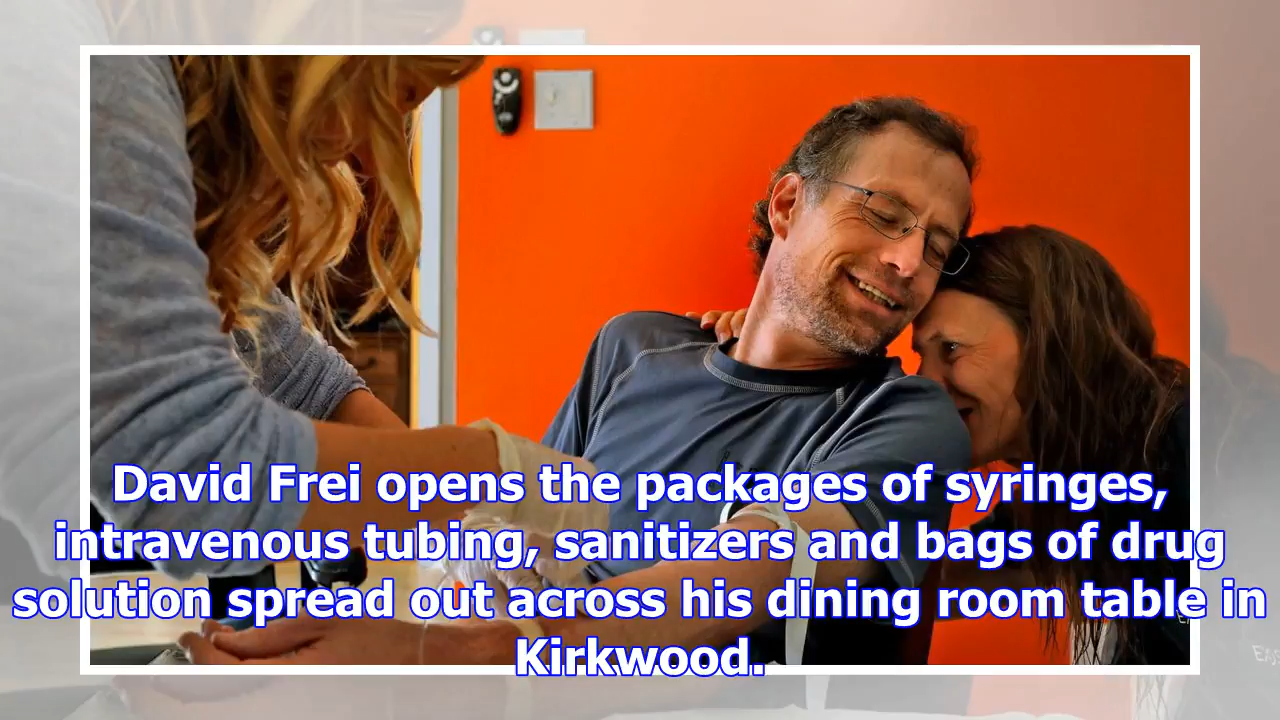 David Frei opens the packages of syringes,
intravenous tubing, sanitizers and bags of drug
solution spread out across his dining room table in
Kirkwood.